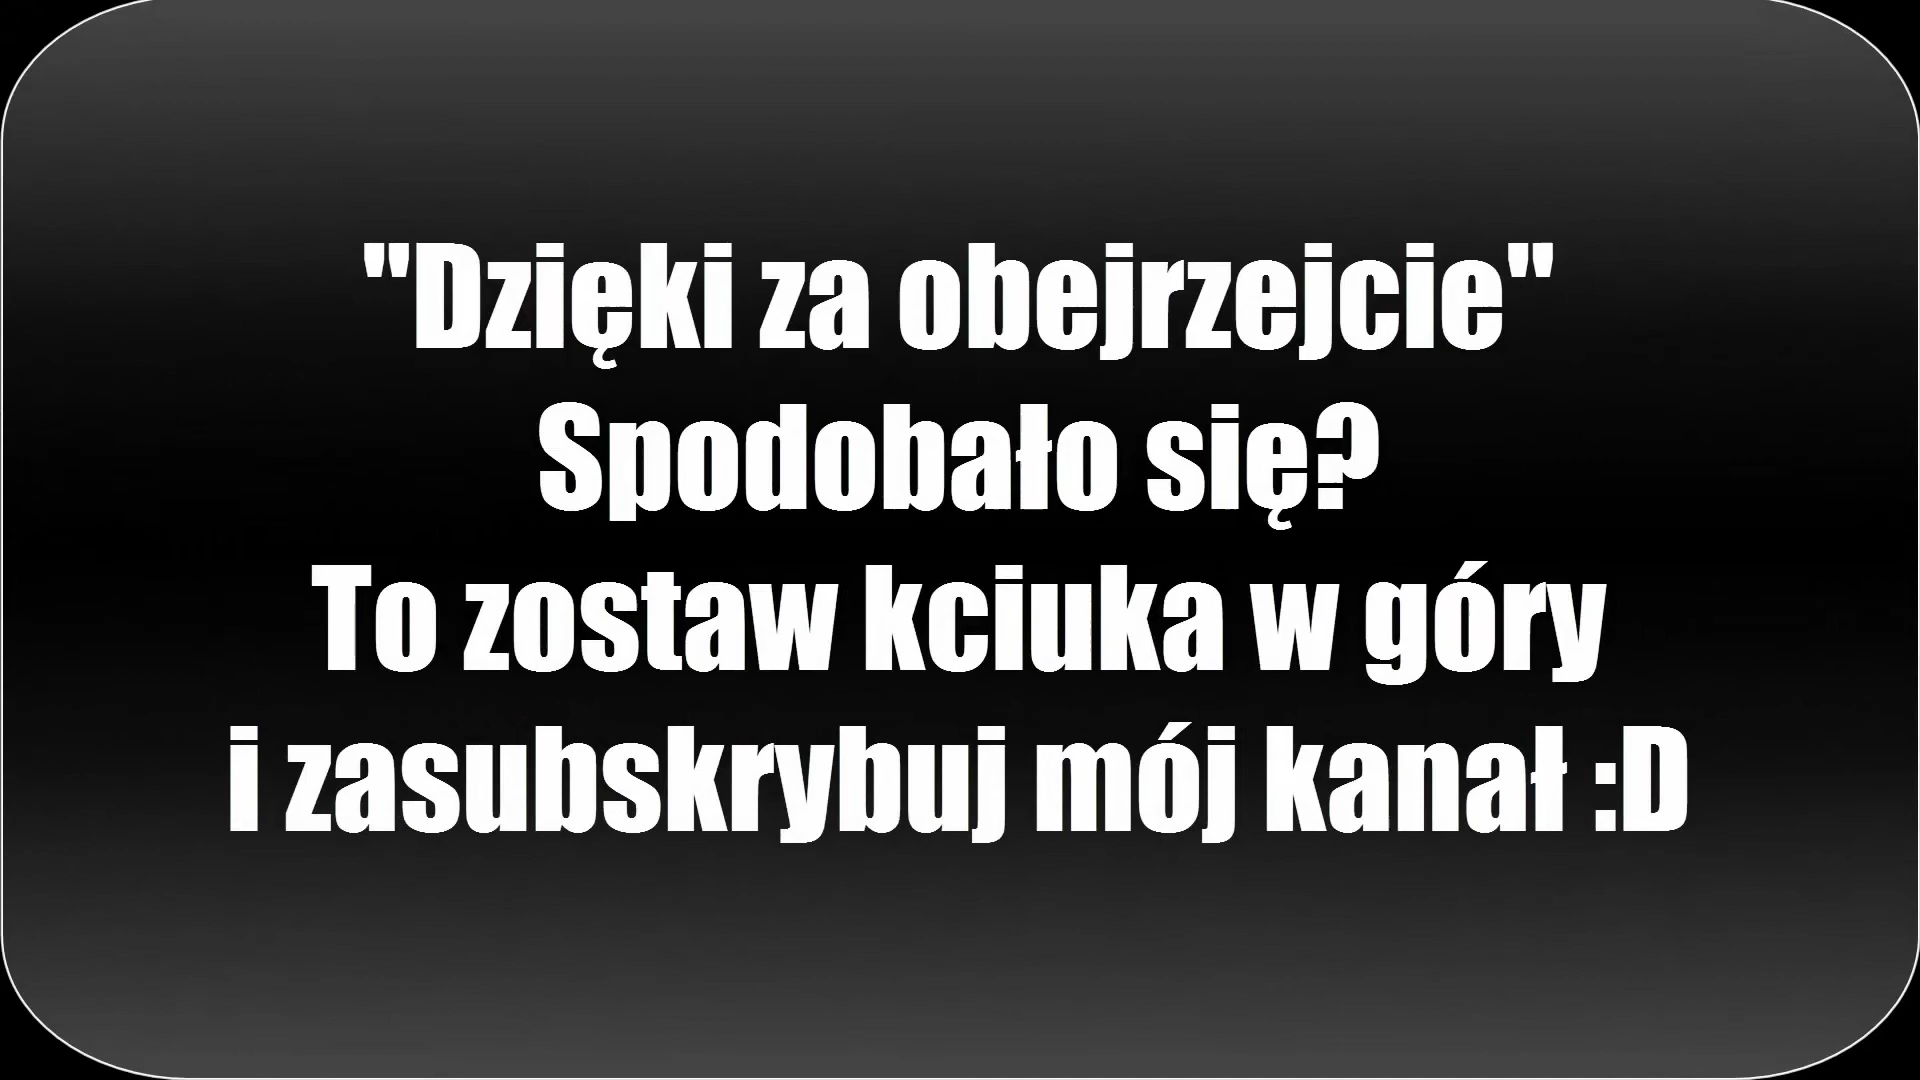 "Dzięki za obejrzejcie"
Spodobało się?
To zostaw kciuka w góry
i zasubskrybuj mój kanał :D